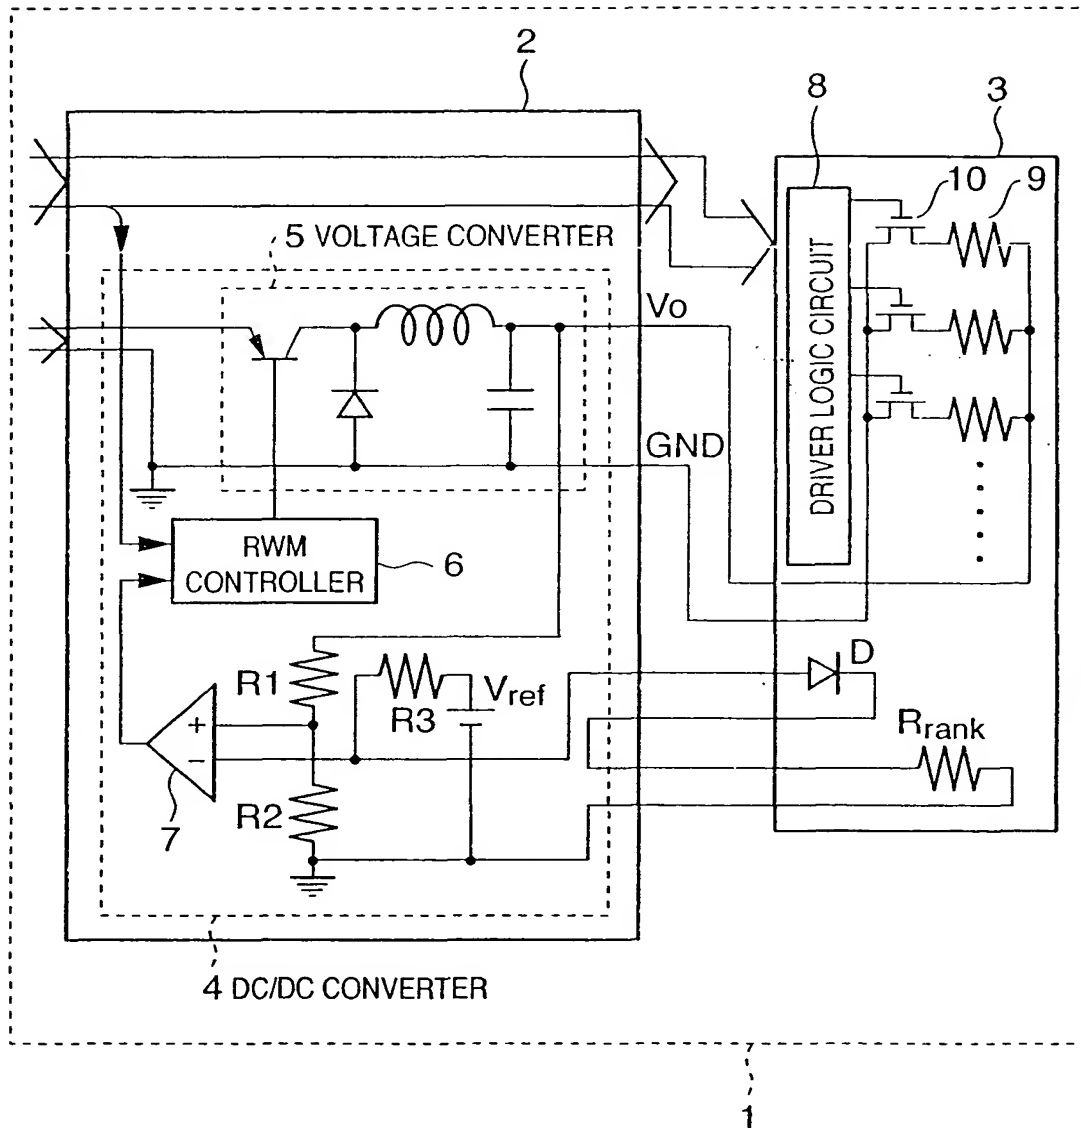 2
8
3
10
9
5 VOLTAGE CONVERTER
Vo
DRIVER LOGIC CIRCUIT
GND
RWM
CONTROLLER
6
R1
R3
Vref
D
Rrank
+
−
R2
7
4 DC/DC CONVERTER
1